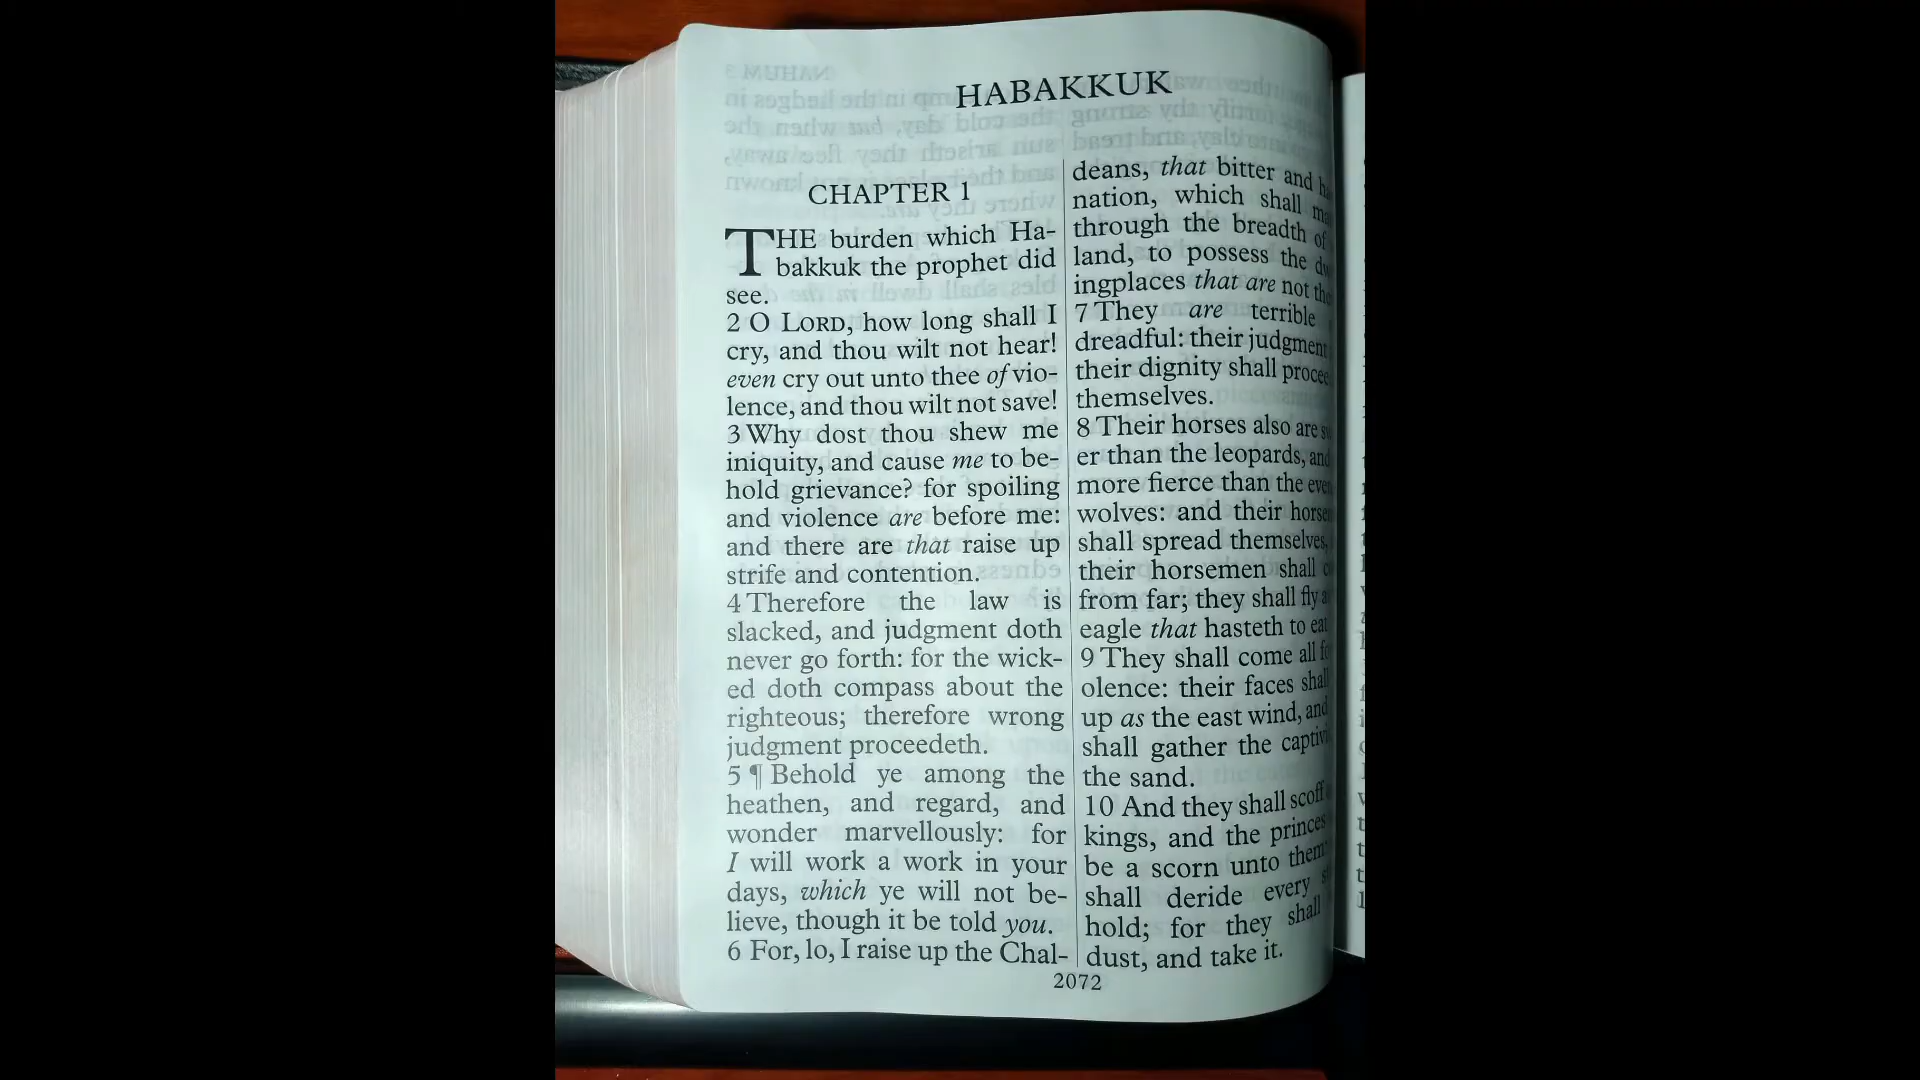 HABAKKUK
CHAPTER 1
THE burden which Ha-
bakkuk the prophet did
see.
2 O LORD, how long shall I
cry, and thou wilt not hear!
even cry out unto thee of vio-
lence, and thou wilt not save!
3 Why dost thou shew me
iniquity, and cause me to be-
hold grievance? for spoiling
and violence are before me:
and there are that raise up
strife and contention.
4 Therefore the law is
slacked, and judgment doth
never go forth: for the wick-
ed doth compass about the
righteous; therefore wrong
judgment proceedeth.
5 ¶ Behold ye among the
heathen, and regard, and
wonder marvellously: for
I will work a work in your
days, which ye will not be-
lieve, though it be told you.
6 For, lo, I raise up the Chal-
deans, that bitter and
nation, which shall
through the breadth of
land, to possess the
ingplaces that are not
7 They are terrible
dreadful: their judgment
their dignity shall
themselves.
8 Their horses also are
er than the leopards, and
more fierce than the
wolves: and their
shall spread themselves,
their horsemen shall
from far; they shall fly
eagle that hasteth to eat
9 They shall come all
olence: their faces shall
up as the east wind, and
shall gather the
the sand.
10 And they shall scoff
kings, and the princes
be a scorn unto them
shall deride every
hold; for they shall
dust, and take it.
2072